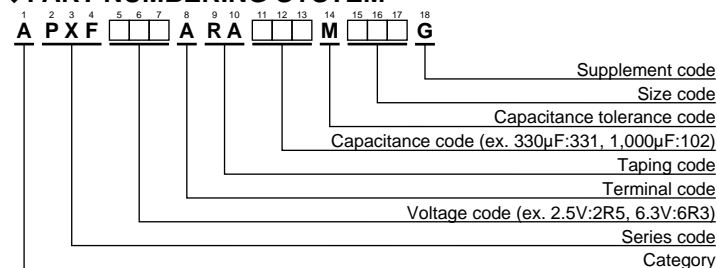 PART NUMBERING SYSTEM
1 2 3 4 5 6 7 8 9 10 11 12 13 14 15 16 17 18
A P X F □□□ A R A □□□ M □□□ G
Supplement code
Size code
Capacitance tolerance code
Capacitance code (ex. 330µF:331, 1,000µF:102)
Taping code
Terminal code
Voltage code (ex. 2.5V:2R5, 6.3V:6R3)
Series code
Category